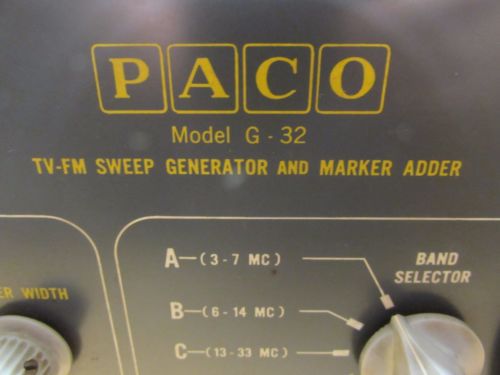 PACO
Model G-32
TV-FM SWEEP GENERATOR AND MARKER ADDER
A-(3-7 MC)
BAND
SELECTOR
ER WIDTH
B-(6-14 MC)
C-(13-33 MC)